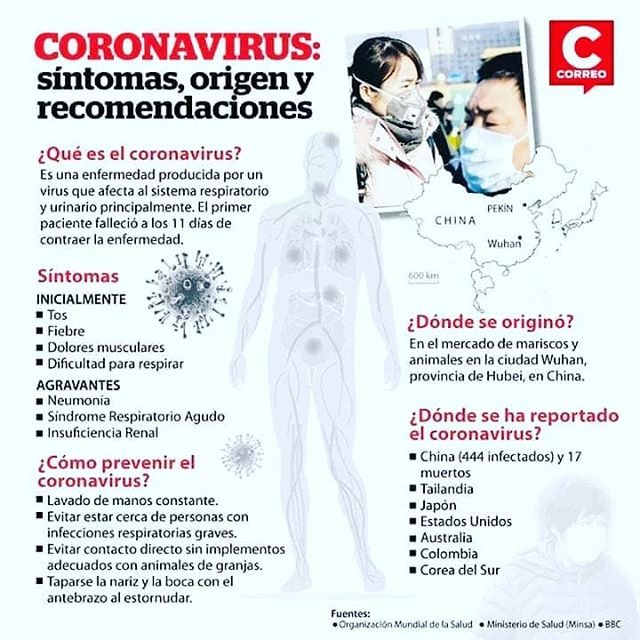 CORONAVIRUS:
síntomas, origen y
recomendaciones
C
CORREO
¿Qué es el coronavirus?
Es una enfermedad producida por un
virus que afecta al sistema respiratorio
y urinario principalmente. El primer
paciente falleció a los 11 días de
contraer la enfermedad.
CHINA
PEKÍN
Wuhan
600 km
Síntomas
INICIALMENTE
■ Tos
■ Fiebre
■ Dolores musculares
■ Dificultad para respirar
AGRAVANTES
■ Neumonía
■ Síndrome Respiratorio Agudo
■ Insuficiencia Renal
¿Cómo prevenir el
coronavirus?
■ Lavado de manos constante.
■ Evitar estar cerca de personas con
infecciones respiratorias graves.
■ Evitar contacto directo sin implementos
adecuados con animales de granjas.
■ Taparse la nariz y la boca con el
antebrazo al estornudar.
¿Dónde se originó?
En el mercado de mariscos y
animales en la ciudad Wuhan,
provincia de Hubei, en China.
¿Dónde se ha reportado
el coronavirus?
■ China (444 infectados) y 17
muertos
■ Tailandia
■ Japón
■ Estados Unidos
■ Australia
■ Colombia
■ Corea del Sur
Fuentes:
● Organización Mundial de la Salud ● Ministerio de Salud (Minsa) ● BBC